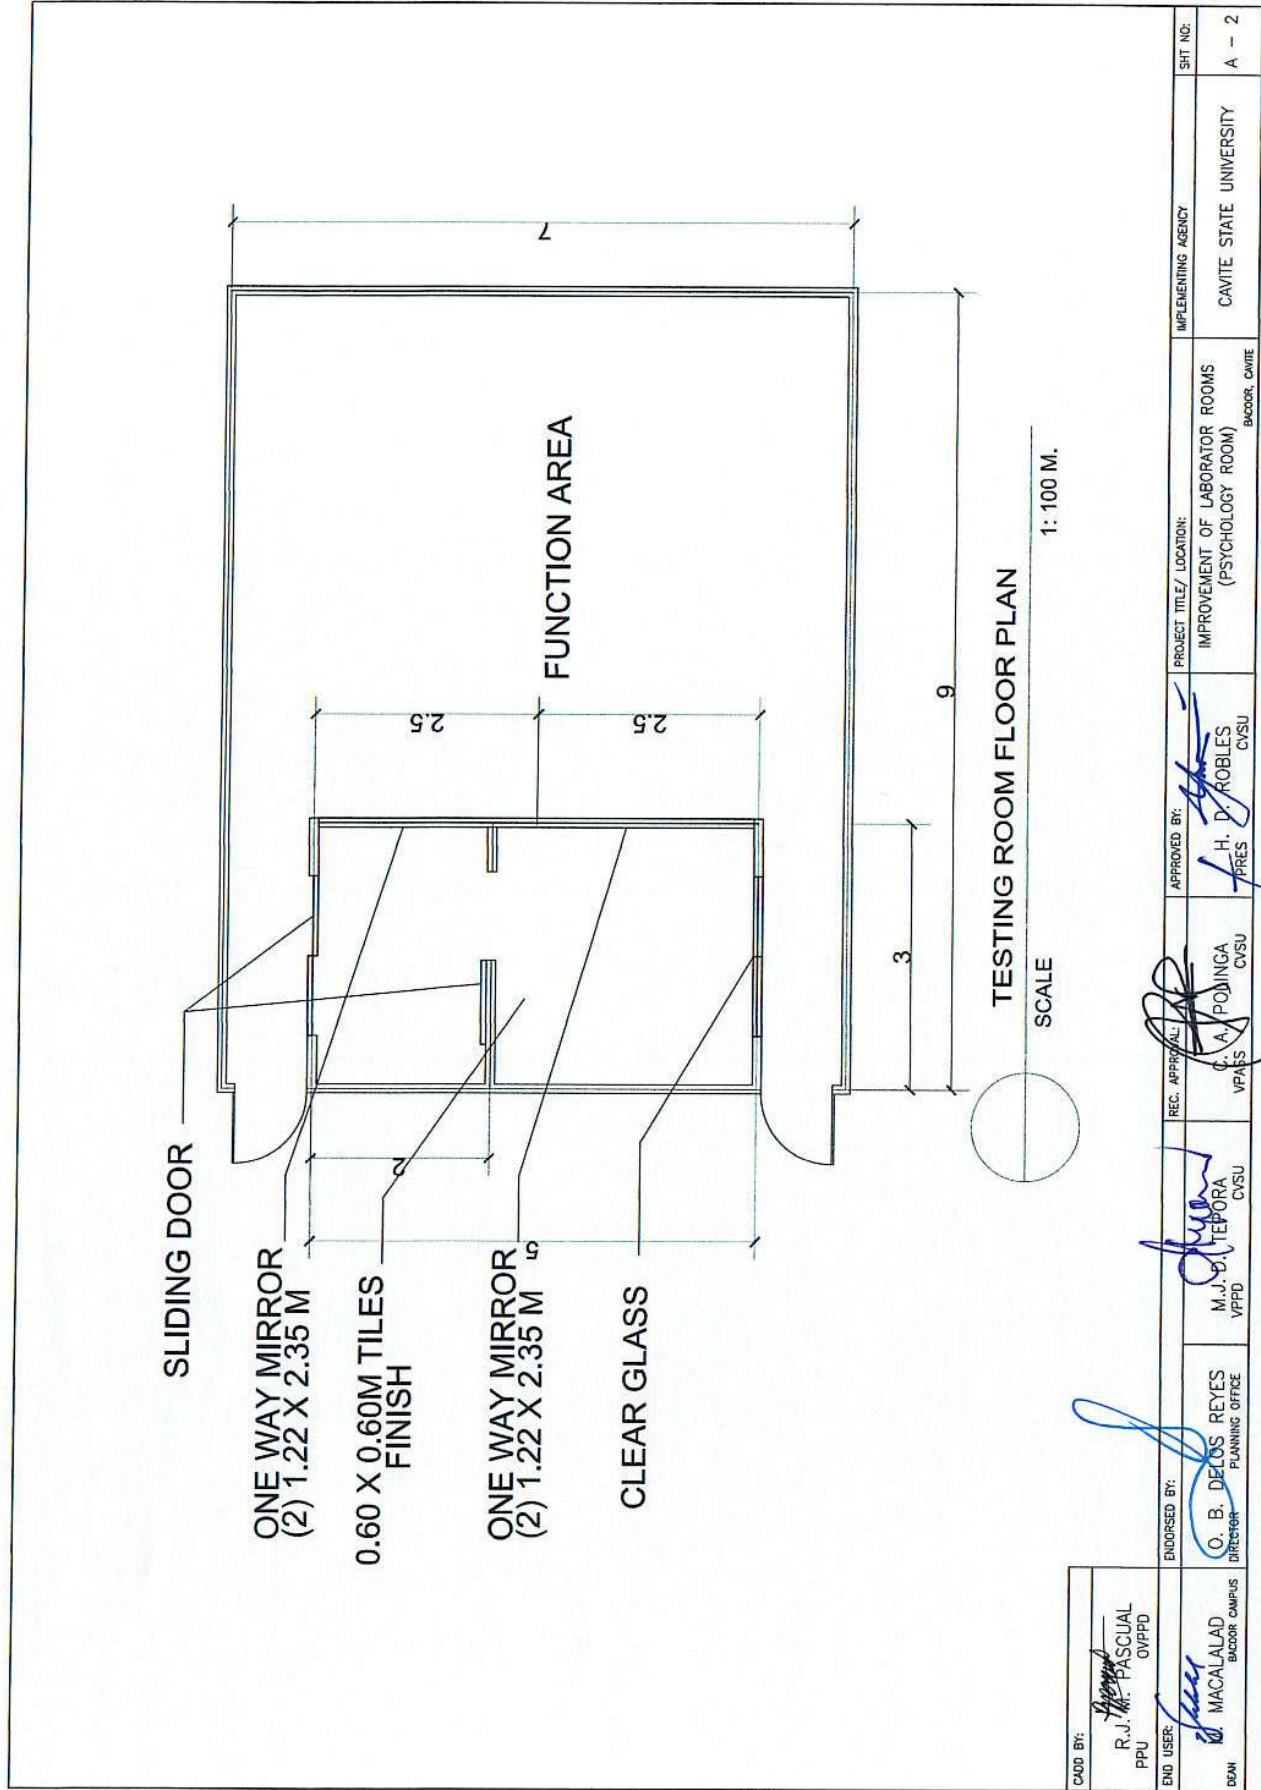 SLIDING DOOR
ONE WAY MIRROR
(2) 1.22 X 2.35 M
0.60 X 0.60M TILES
FINISH
ONE WAY MIRROR
(2) 1.22 X 2.35 M
CLEAR GLASS
2
5
2.5
2.5
FUNCTION AREA
7
3
9
TESTING ROOM FLOOR PLAN
SCALE
1: 100 M.
CADD BY:
R.J. M. PASCUAL
PPU OVPPD
END USER:
MACALALAD
DEAN BACOOR CAMPUS
ENDORSED BY:
O. B. DELOS REYES
DIRECTOR PLANNING OFFICE
M.J. D. TEPORA
VPPD CVSU
REC. APPROVAL:
C. A. POLINGA
VPASS CVSU
APPROVED BY:
H. D. ROBLES
PRES CVSU
PROJECT TITLE/ LOCATION:
IMPROVEMENT OF LABORATOR ROOMS
(PSYCHOLOGY ROOM)
BACOOR, CAVITE
IMPLEMENTING AGENCY
CAVITE STATE UNIVERSITY
SHT NO:
A - 2